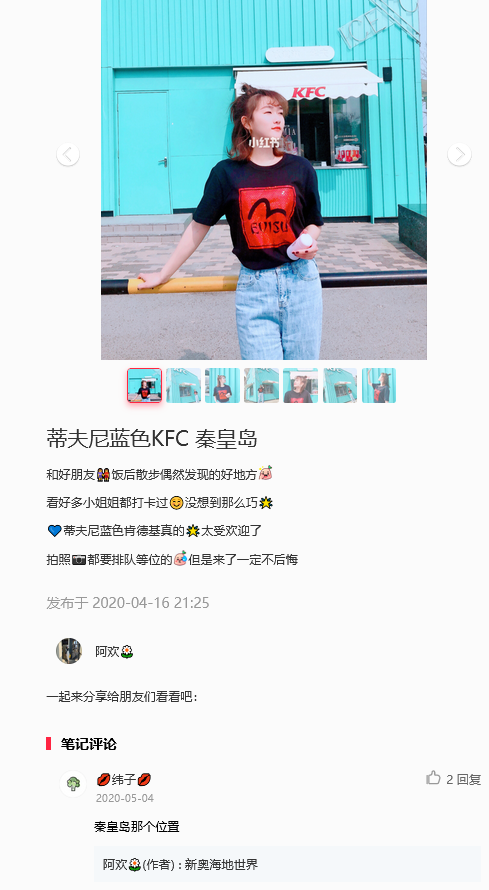 KFC
KFC
小红书
EVISU
蒂夫尼蓝色KFC 秦皇岛
和好朋友👭饭后散步偶然发现的好地方
看好多小姐姐都打卡过😊没想到那么巧🌟
💙蒂夫尼蓝色肯德基真的🌟太受欢迎了
拍照📷都要排队等位的但是来了一定不后悔
发布于 2020-04-16 21:25
阿欢🌼
一起来分享给朋友们看看吧：
笔记评论
💋纬子💋
2 回复
2020-05-04
秦皇岛那个位置
阿欢🌼(作者)：新奥海地世界